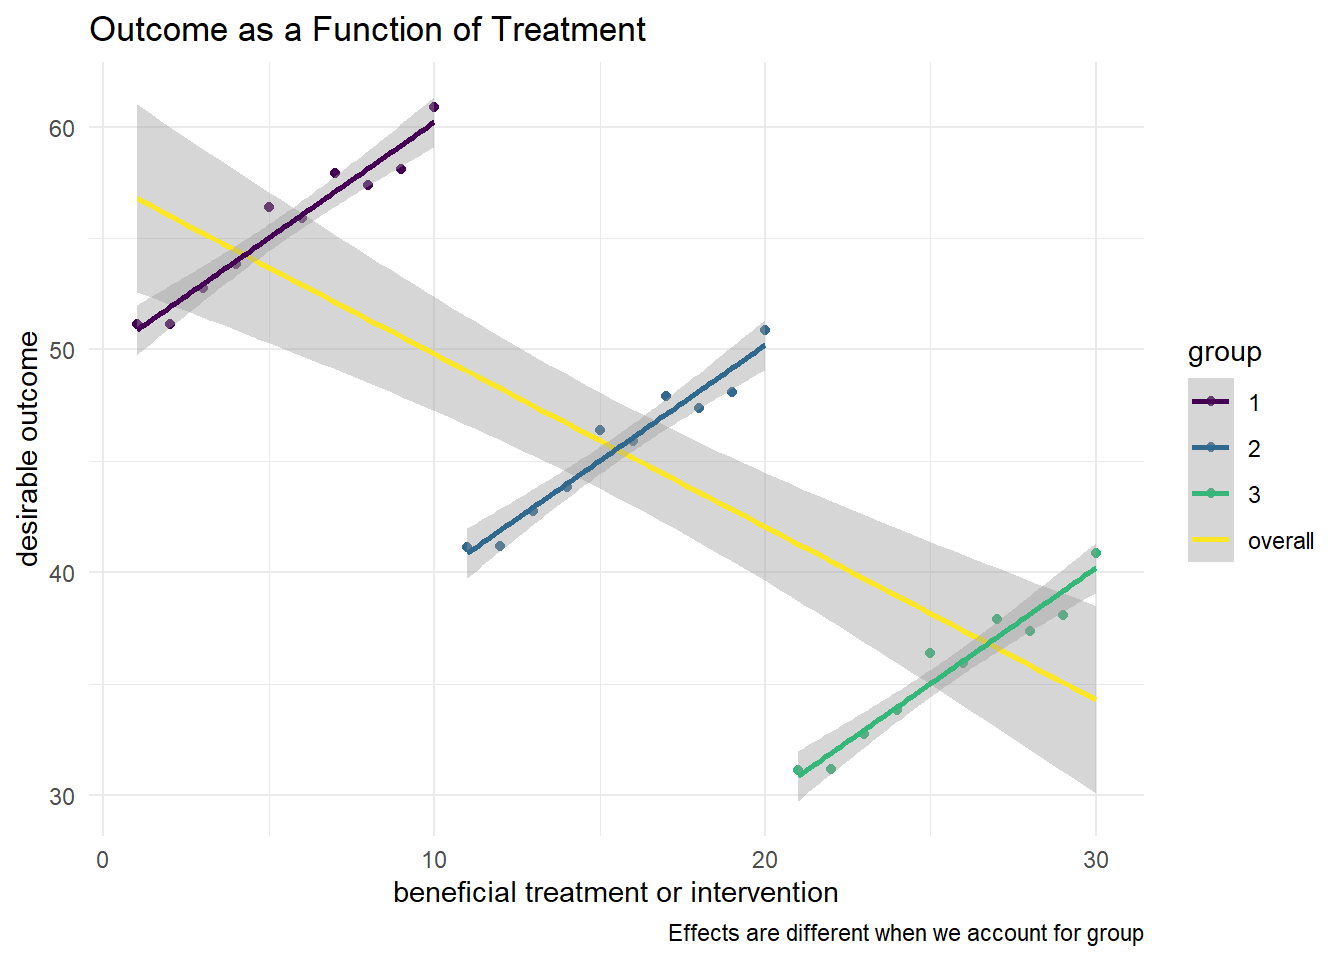 Outcome as a Function of Treatment
60
50
40
30
desirable outcome
0 10 20 30
beneficial treatment or intervention
Effects are different when we account for group
group
1
2
3
overall